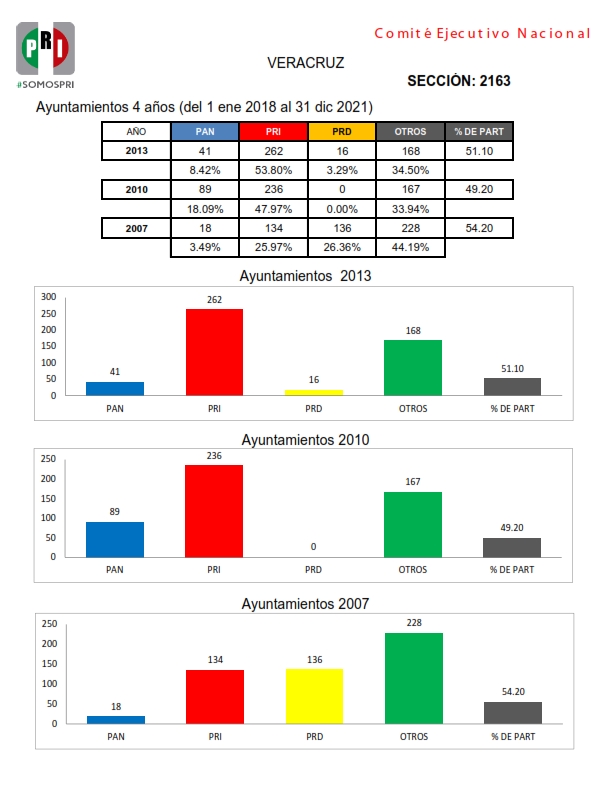 Comité Ejecutivo Nacional
PRI
#SOMOSPRI
VERACRUZ
SECCIÓN: 2163
Ayuntamientos 4 años (del 1 ene 2018 al 31 dic 2021)
AÑO PAN PRI PRD OTROS % DE PART
2013 41 262 16 168 51.10
8.42% 53.80% 3.29% 34.50%
2010 89 236 0 167 49.20
18.09% 47.97% 0.00% 33.94%
2007 18 134 136 228 54.20
3.49% 25.97% 26.36% 44.19%
Ayuntamientos 2013
300
250
200
150
100
50
0
41 262 16 168 51.10
PAN PRI PRD OTROS % DE PART
Ayuntamientos 2010
250
200
150
100
50
0
89 236 0 167 49.20
PAN PRI PRD OTROS % DE PART
Ayuntamientos 2007
250
200
150
100
50
0
18 134 136 228 54.20
PAN PRI PRD OTROS % DE PART